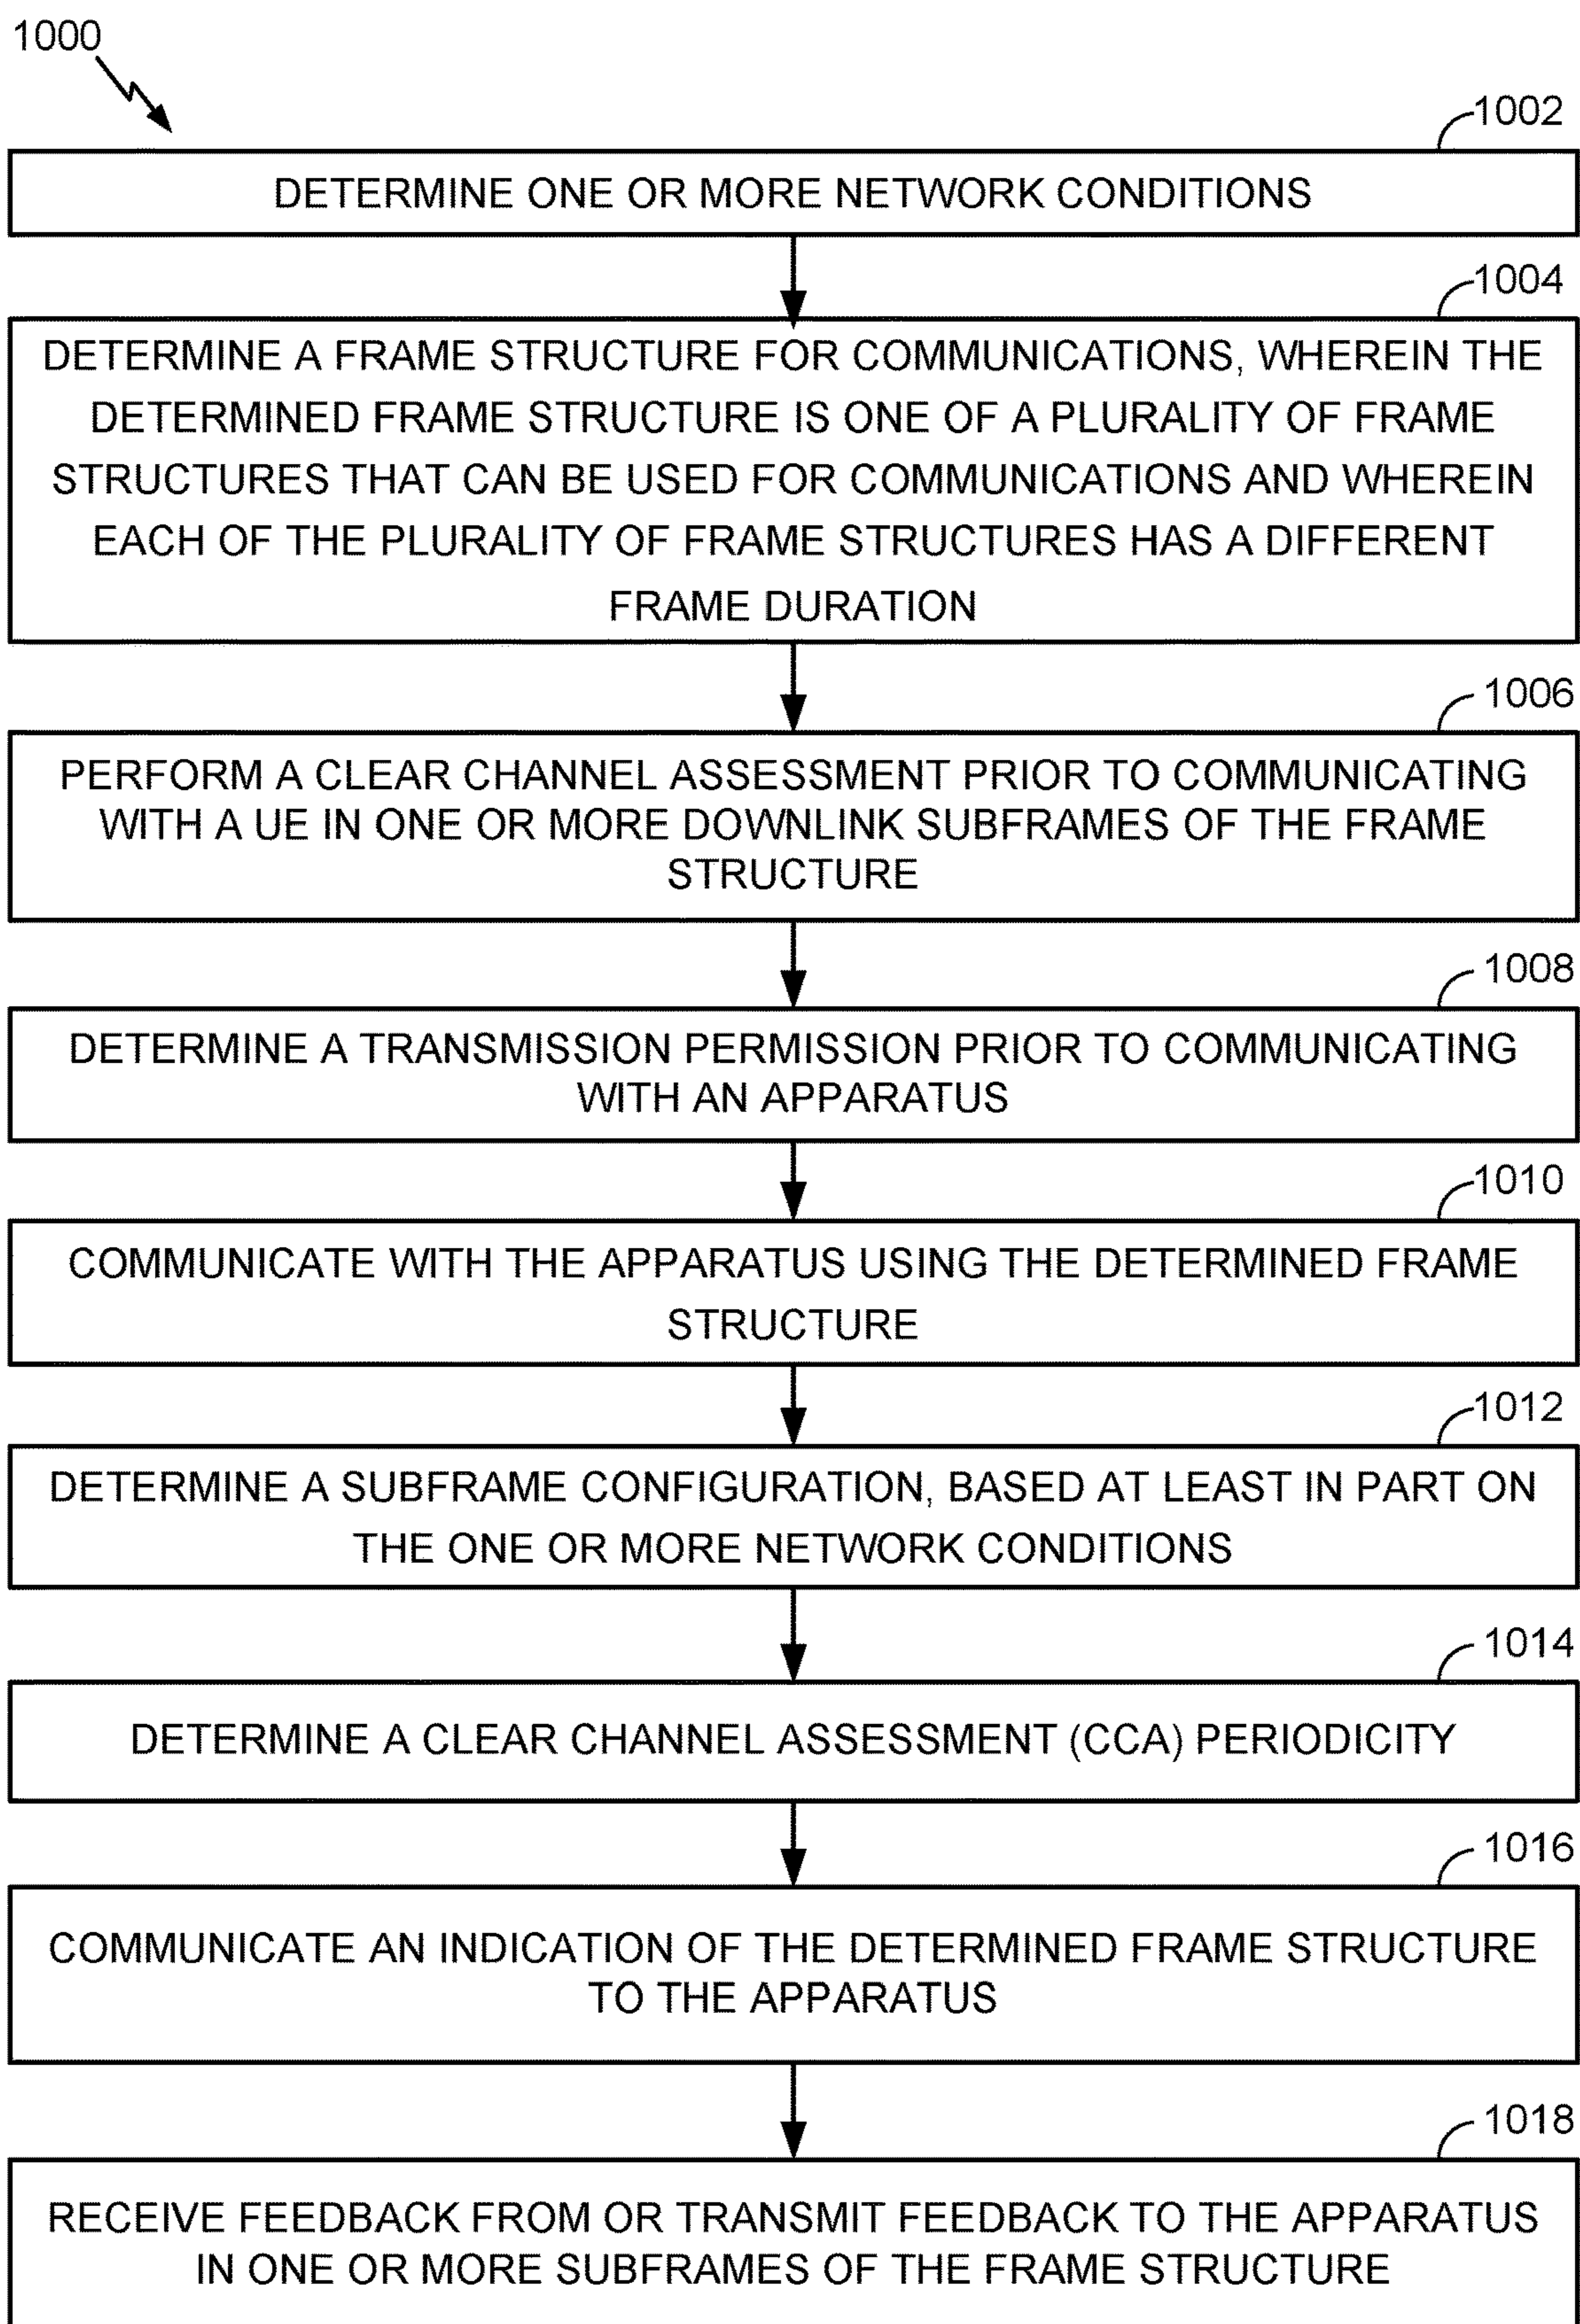 1000
1002
DETERMINE ONE OR MORE NETWORK CONDITIONS
1004
DETERMINE A FRAME STRUCTURE FOR COMMUNICATIONS, WHEREIN THE
DETERMINED FRAME STRUCTURE IS ONE OF A PLURALITY OF FRAME
STRUCTURES THAT CAN BE USED FOR COMMUNICATIONS AND WHEREIN
EACH OF THE PLURALITY OF FRAME STRUCTURES HAS A DIFFERENT
FRAME DURATION
1006
PERFORM A CLEAR CHANNEL ASSESSMENT PRIOR TO COMMUNICATING
WITH A UE IN ONE OR MORE DOWNLINK SUBFRAMES OF THE FRAME
STRUCTURE
1008
DETERMINE A TRANSMISSION PERMISSION PRIOR TO COMMUNICATING
WITH AN APPARATUS
1010
COMMUNICATE WITH THE APPARATUS USING THE DETERMINED FRAME
STRUCTURE
1012
DETERMINE A SUBFRAME CONFIGURATION, BASED AT LEAST IN PART ON
THE ONE OR MORE NETWORK CONDITIONS
1014
DETERMINE A CLEAR CHANNEL ASSESSMENT (CCA) PERIODICITY
1016
COMMUNICATE AN INDICATION OF THE DETERMINED FRAME STRUCTURE
TO THE APPARATUS
1018
RECEIVE FEEDBACK FROM OR TRANSMIT FEEDBACK TO THE APPARATUS
IN ONE OR MORE SUBFRAMES OF THE FRAME STRUCTURE